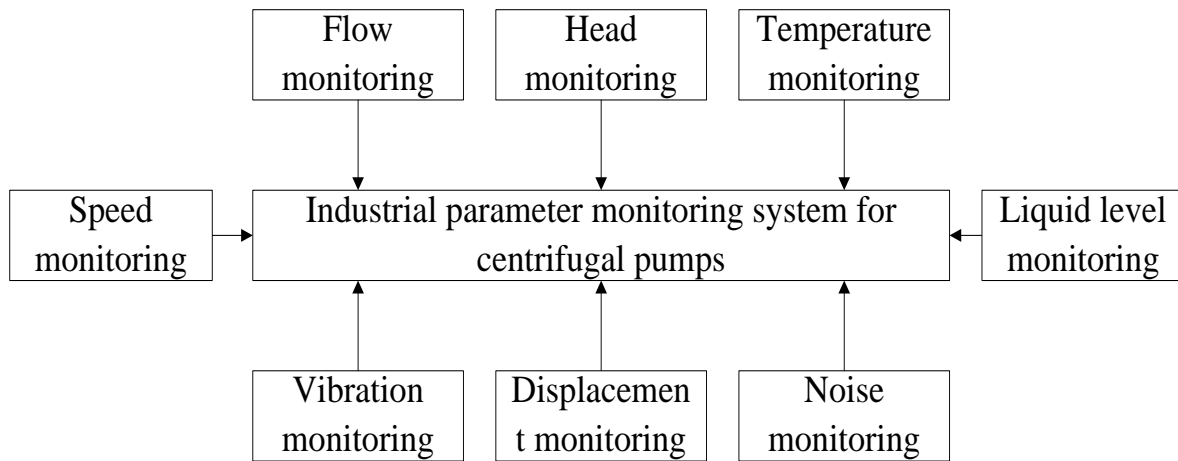 Flow
monitoring
Head
monitoring
Temperature
monitoring
Speed
monitoring
Industrial parameter monitoring system for
centrifugal pumps
Liquid level
monitoring
Vibration
monitoring
Displacemen
t monitoring
Noise
monitoring